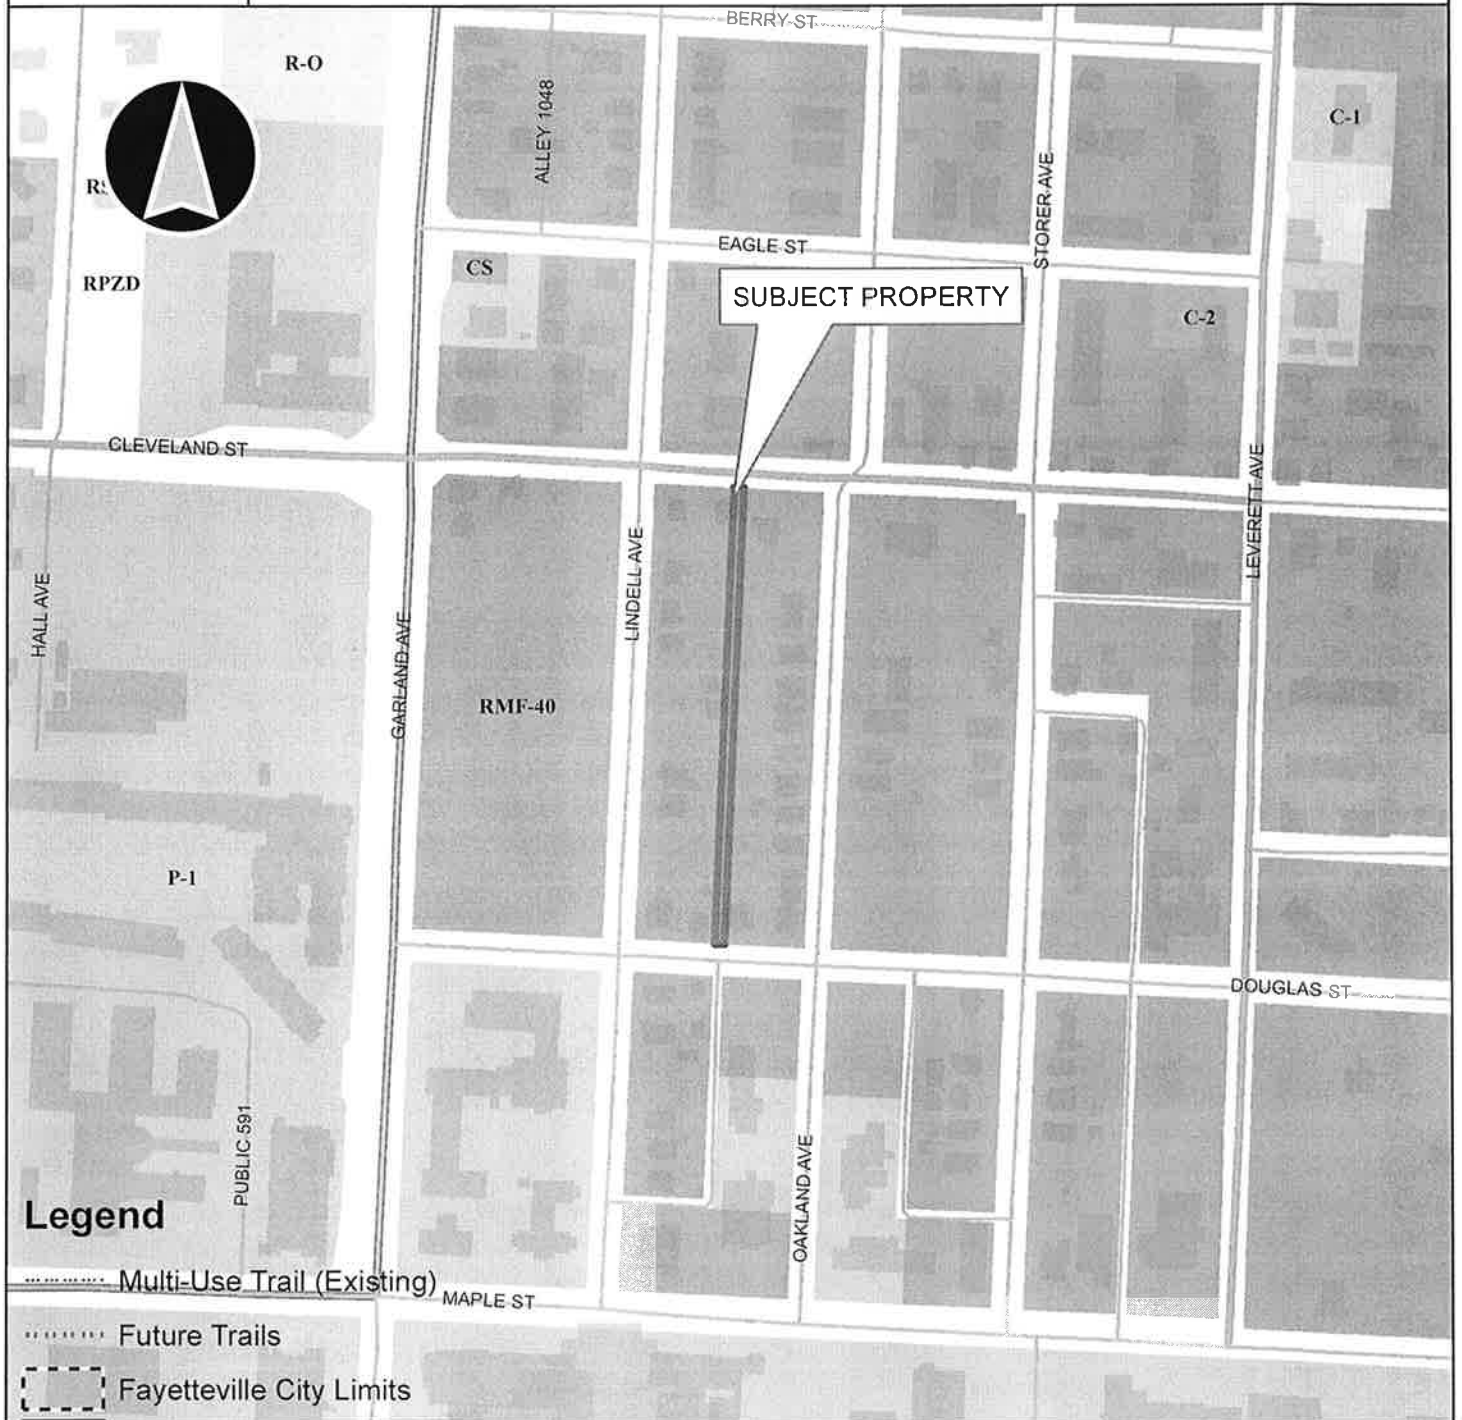 BERRY ST
R-O
ALLEY 1048
C-1
STORER AVE
EAGLE ST
CS
RPZD
SUBJECT PROPERTY
C-2
CLEVELAND ST
LEVERETT AVE
LINDELL AVE
HALL AVE
GARLAND AVE
RMF-40
P-1
DOUGLAS ST
PUBLIC 591
OAKLAND AVE
Legend
Multi-Use Trail (Existing)
MAPLE ST
Future Trails
Fayetteville City Limits